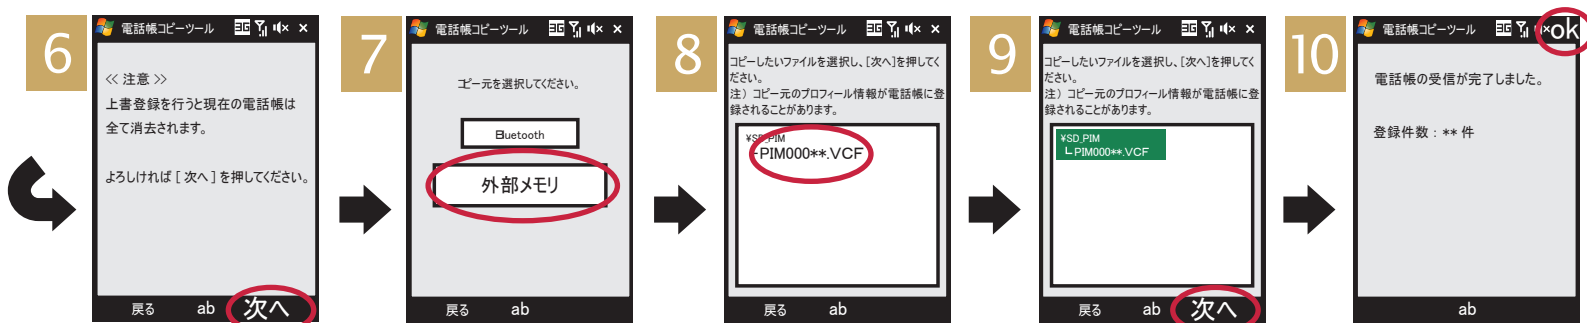 6
電話帳コピーツール 3G ×
≪ 注意 ≫
上書登録を行うと現在の電話帳は
全て消去されます。
よろしければ [ 次へ ] を押してください。
戻る ab 次へ
7
電話帳コピーツール 3G ×
コピー元を選択してください。
Bluetooth
外部メモリ
戻る ab
8
電話帳コピーツール 3G ×
コピーしたいファイルを選択し、[次へ]を押してく
ださい。
注）コピー元のプロフィール情報が電話帳に登
録されることがあります。
¥SD_PIM
└PIM000**.VCF
戻る ab
9
電話帳コピーツール 3G ×
コピーしたいファイルを選択し、[次へ]を押してく
ださい。
注）コピー元のプロフィール情報が電話帳に登
録されることがあります。
¥SD_PIM
└PIM000**.VCF
戻る ab 次へ
10
電話帳コピーツール 3G ok
電話帳の受信が完了しました。
登録件数 : ** 件
ab